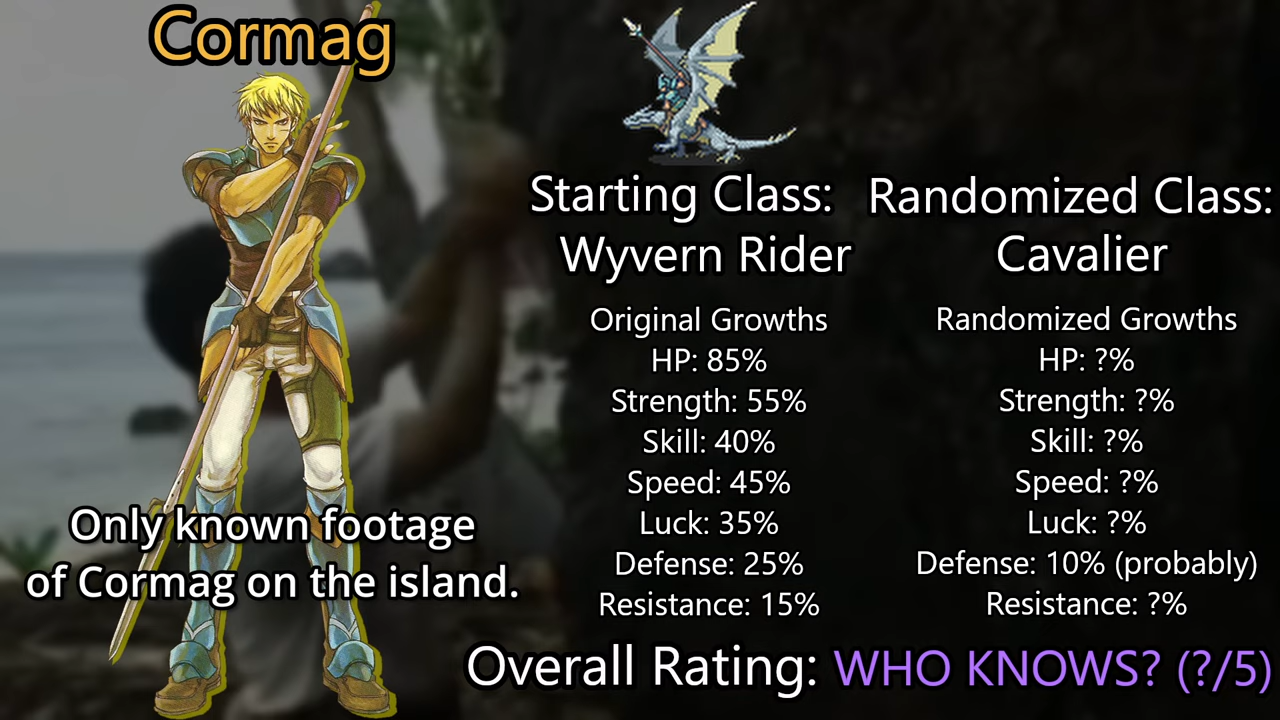 Cormag
Only known footage
of Cormag on the island.
Starting Class:
Wyvern Rider
Original Growths
HP: 85%
Strength: 55%
Skill: 40%
Speed: 45%
Luck: 35%
Defense: 25%
Resistance: 15%
Randomized Class:
Cavalier
Randomized Growths
HP: ?%
Strength: ?%
Skill: ?%
Speed: ?%
Luck: ?%
Defense: 10% (probably)
Resistance: ?%
Overall Rating: WHO KNOWS? (?/5)